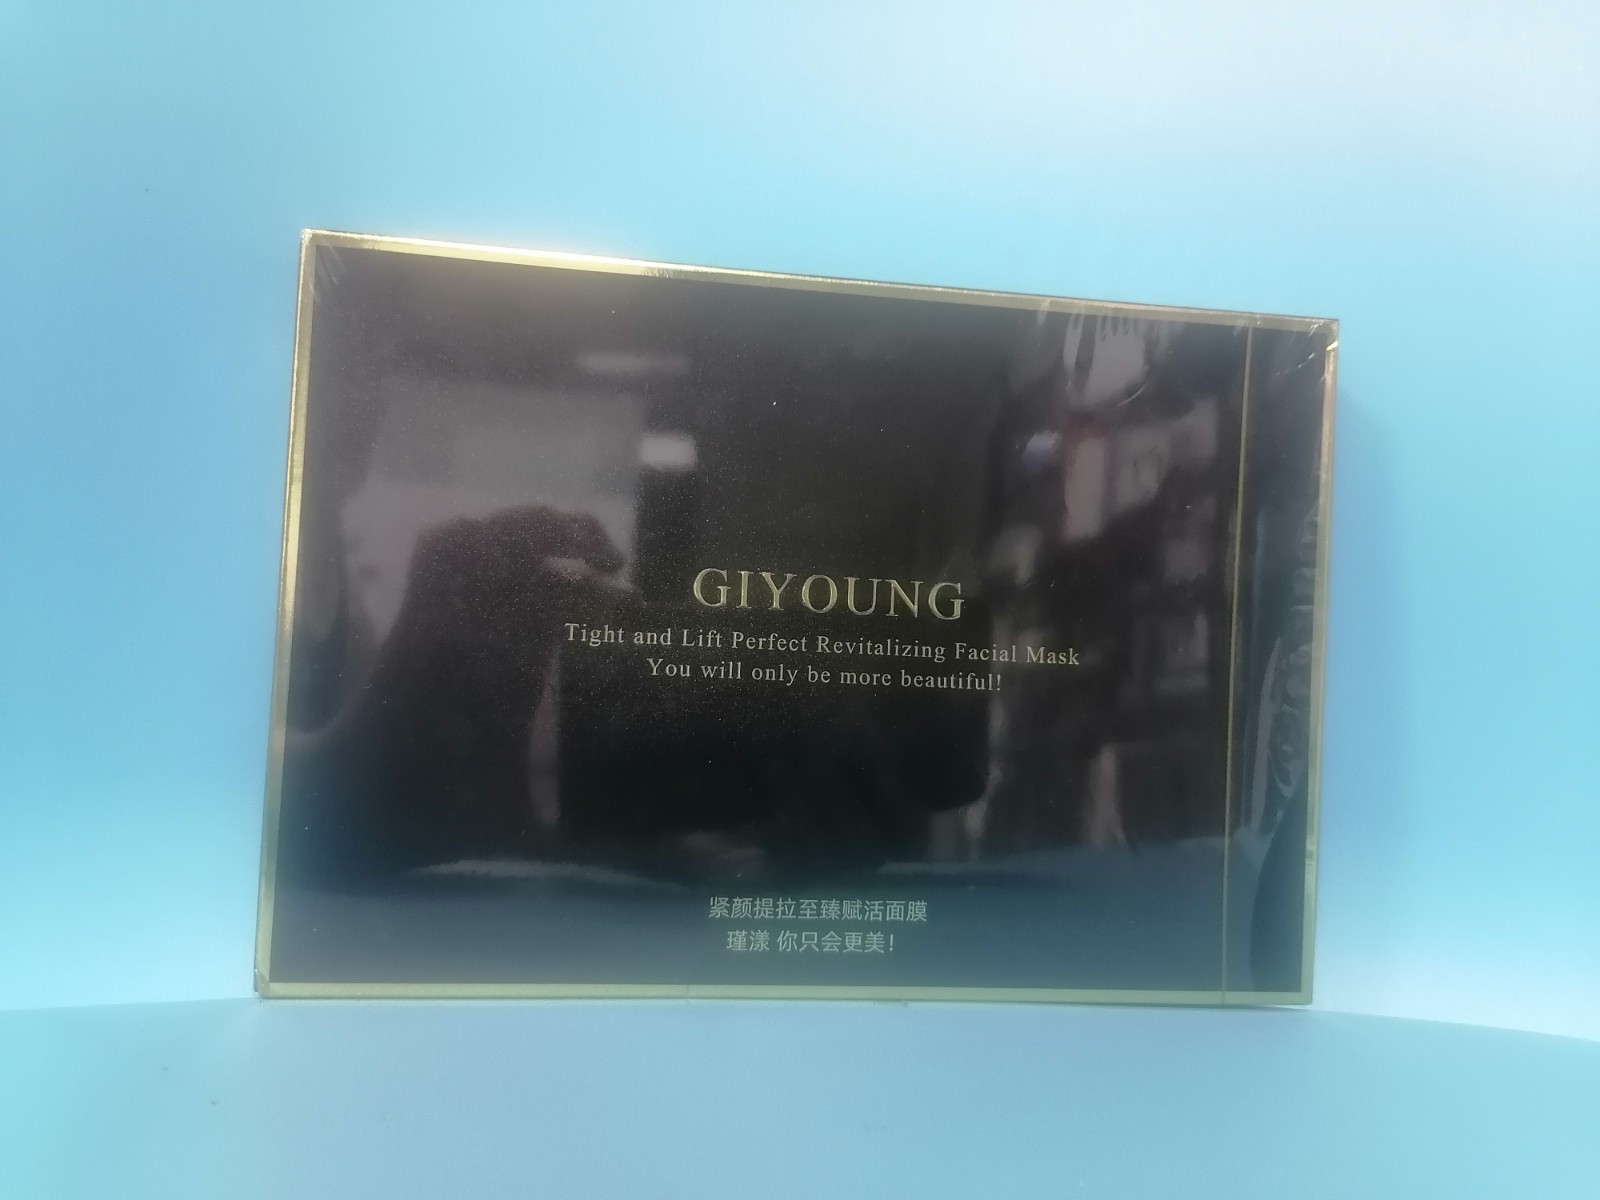 GIYOUNG
Tight and Lift Perfect Revitalizing Facial Mask
You will only be more beautiful!
紧颜提拉至臻赋活面膜
瑾漾 你只会更美!